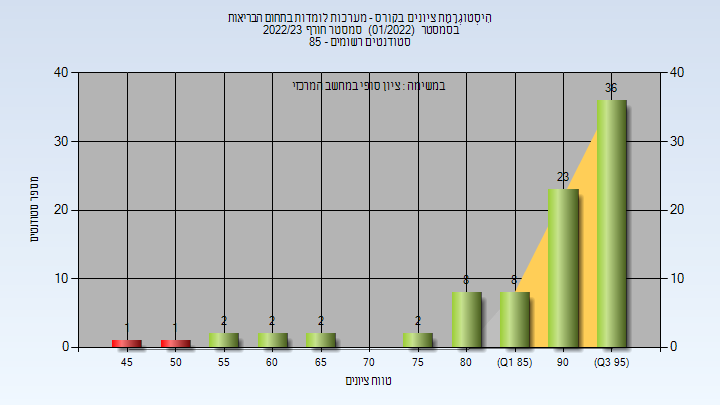 היסטוגרמת ציונים בקורס - מערכות לומדות בתחום הבריאות
בסמסטר (01/2022) סמסטר חורף 2022/23
סטודנטים רשומים - 85
במשימה : ציון סופי במחשב המרכזי
40 40
30 30
20 20
10 10
0 0
מספר סטודנטים
1 1 2 2 2 2 8 8 23 36
45 50 55 60 65 70 75 80 (Q1 85) 90 (Q3 95)
טווח ציונים